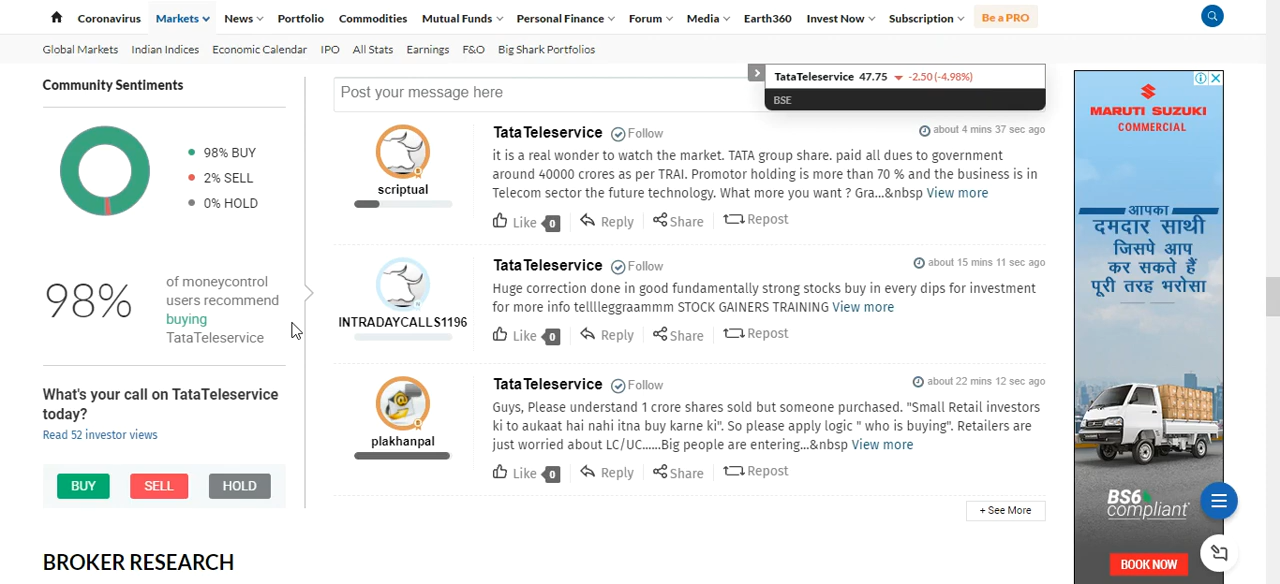 Coronavirus Markets News Portfolio Commodities Mutual Funds Personal Finance Forum Media Earth360 Invest Now Subscription Be a PRO
Global Markets Indian Indices Economic Calendar IPO All Stats Earnings F&O Big Shark Portfolios
TataTeleservice 47.75 -2.50 (-4.98%)
BSE
Community Sentiments
98% BUY
2% SELL
0% HOLD
98%
of moneycontrol
users recommend
buying
TataTeleservice
What's your call on TataTeleservice
today?
Read 52 investor views
BUY SELL HOLD
Post your message here
TataTeleservice Follow about 4 mins 37 sec ago
scriptual
it is a real wonder to watch the market. TATA group share. paid all dues to government
around 40000 crores as per TRAI. Promotor holding is more than 70 % and the business is in
Telecom sector the future technology. What more you want ? Gra...&nbsp View more
Like 0 Reply Share Repost
TataTeleservice Follow about 15 mins 11 sec ago
INTRADAYCALLS1196
Huge correction done in good fundamentally strong stocks buy in every dips for investment
for more info tellllleggraammm STOCK GAINERS TRAINING View more
Like 0 Reply Share Repost
TataTeleservice Follow about 22 mins 12 sec ago
plakhanpal
Guys, Please understand 1 crore shares sold but someone purchased. "Small Retail investors
ki to aukaat hai nahi itna buy karne ki". So please apply logic " who is buying". Retailers are
just worried about LC/UC......Big people are entering...&nbsp View more
Like 0 Reply Share Repost
+ See More
MARUTI SUZUKI
COMMERCIAL
आपका
दमदार साथी
जिसपे आप
कर सकते हैं
पूरी तरह भरोसा
BS6
compliant
BOOK NOW
BROKER RESEARCH